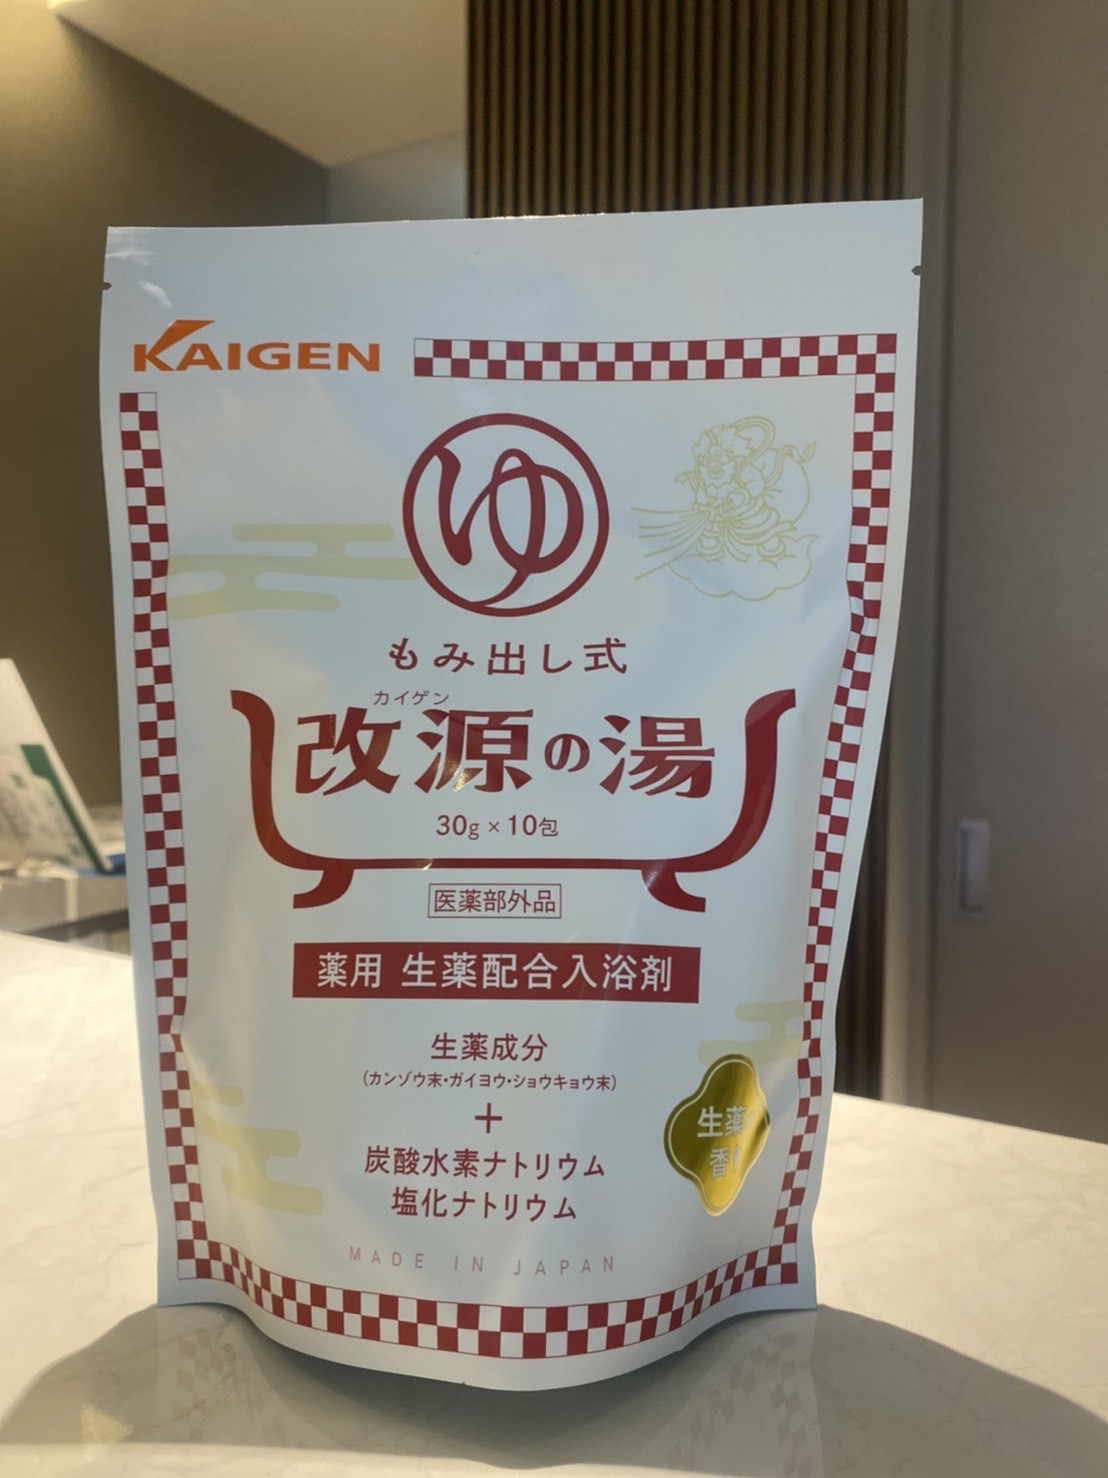 KAIGEN
ゆ
もみ出し式
カイゲン
改源の湯
30g×10包
医薬部外品
薬用 生薬配合入浴剤
生薬成分
(カンゾウ末・ガイヨウ・ショウキョウ末)
+
炭酸水素ナトリウム
塩化ナトリウム
生薬
香
MADE IN JAPAN